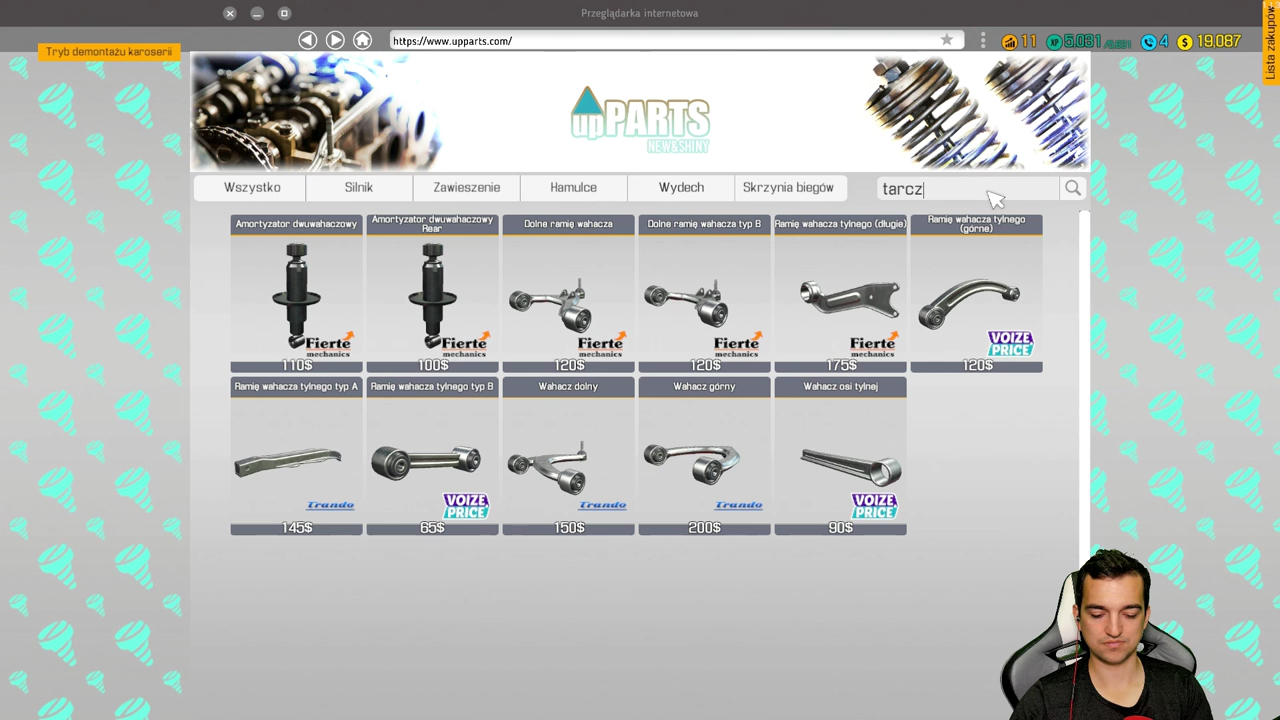 Przeglądarka internetowa
Tryb demontażu karoserii
https://www.upparts.com/
11
XP 5,031
4
$ 19,087
Lista zakupów
upPARTS
NEW&SHINY
Wszystko
Silnik
Zawieszenie
Hamulce
Wydech
Skrzynia biegów
tarcz
Amortyzator dwuwahaczowy
Amortyzator dwuwahaczowy
Rear
Dolne ramię wahacza
Dolne ramię wahacza typ B
Ramię wahacza tylnego (długie)
Ramię wahacza tylnego
(górne)
Fierte
mechanics
Fierte
mechanics
Fierte
mechanics
Fierte
mechanics
Fierte
mechanics
VOIZE
PRICE
110$
100$
120$
120$
175$
120$
Ramię wahacza tylnego typ A
Ramię wahacza tylnego typ B
Wahacz dolny
Wahacz górny
Wahacz osi tylnej
Trando
VOIZE
PRICE
Trando
Trando
VOIZE
PRICE
145$
65$
150$
200$
90$